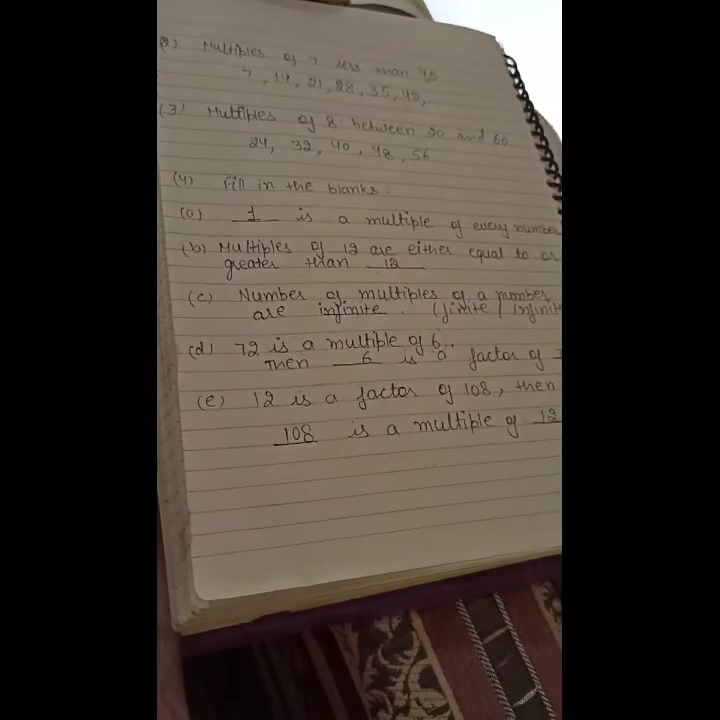 (2) Multiples of 7 less than 45
7, 14, 21, 28, 35, 42,
(3) Multiples of 8 between 20 and 60
24, 32, 40, 48, 56
(4) Fill in the blanks.
(a) 1 is a multiple of every number
(b) Multiples of 12 are either equal to or
greater than 12
(c) Number of multiples of a number
are infinite. (finite / infinite
(d) 72 is a multiple of 6..
Then 6 is a factor of
(e) 12 is a factor of 108, then
108 is a multiple of 12